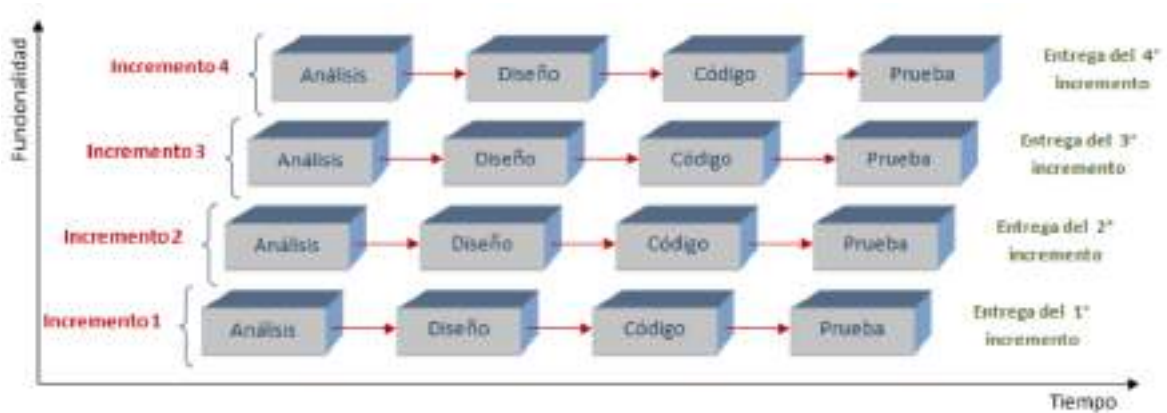 Funcionalidad
Incremento 4
Análisis
Diseño
Código
Prueba
Entrega del 4°
incremento
Incremento 3
Análisis
Diseño
Código
Prueba
Entrega del 3°
incremento
Incremento 2
Análisis
Diseño
Código
Prueba
Entrega del 2°
incremento
Incremento 1
Análisis
Diseño
Código
Prueba
Entrega del 1°
incremento
Tiempo